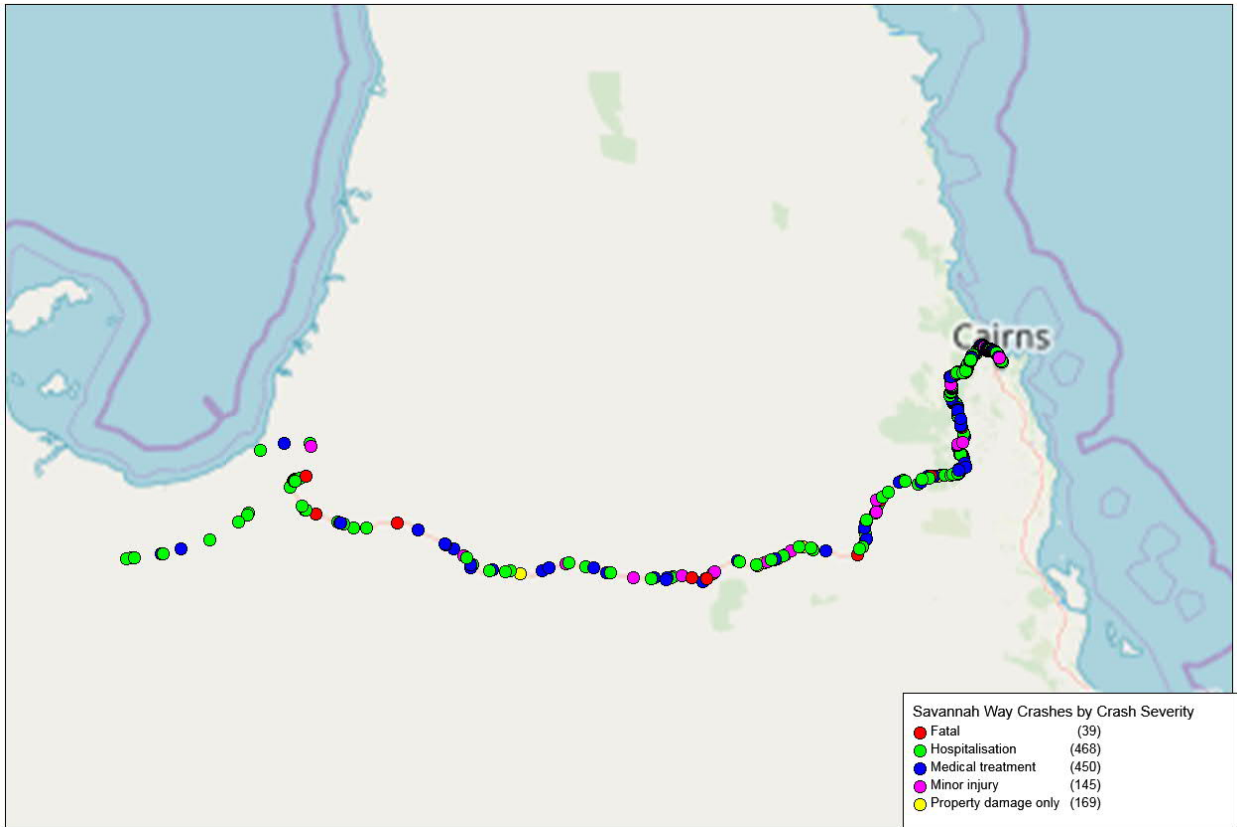 Cairns
Savannah Way Crashes by Crash Severity
Fatal (39)
Hospitalisation (468)
Medical treatment (450)
Minor injury (145)
Property damage only (169)